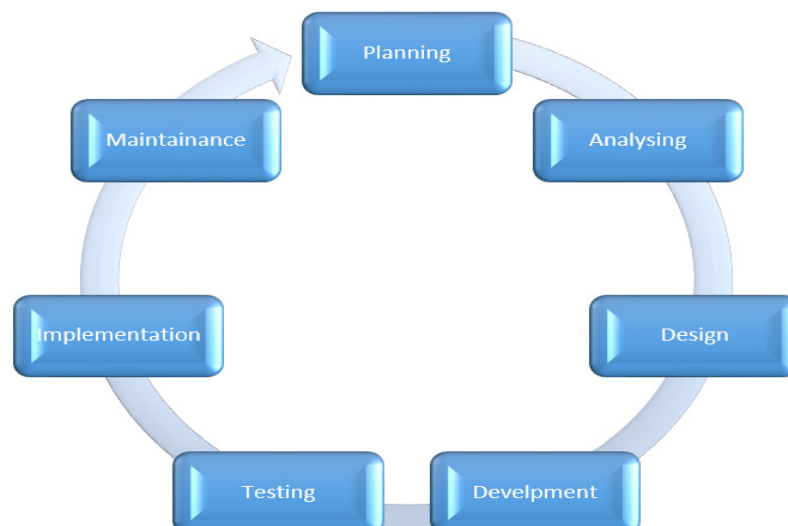 Planning
Analysing
Design
Develpment
Testing
Implementation
Maintainance